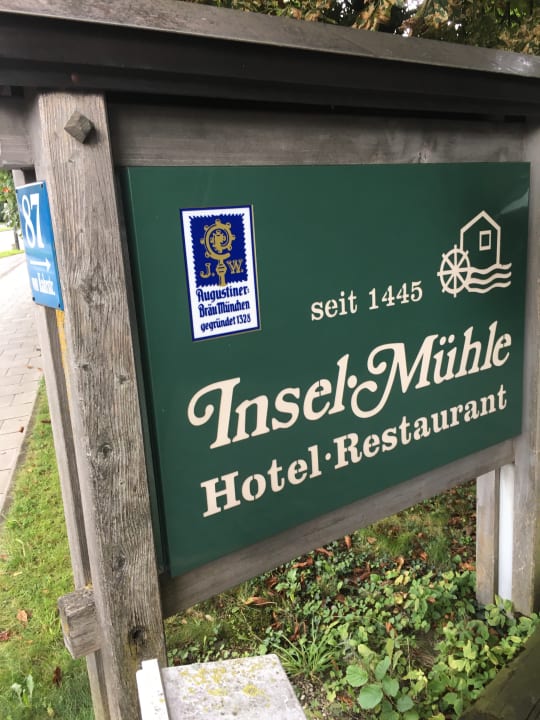 87
J. W.
Augustiner-
Bräu München
gegründet 1328
seit 1445
Insel·Mühle
Hotel·Restaurant